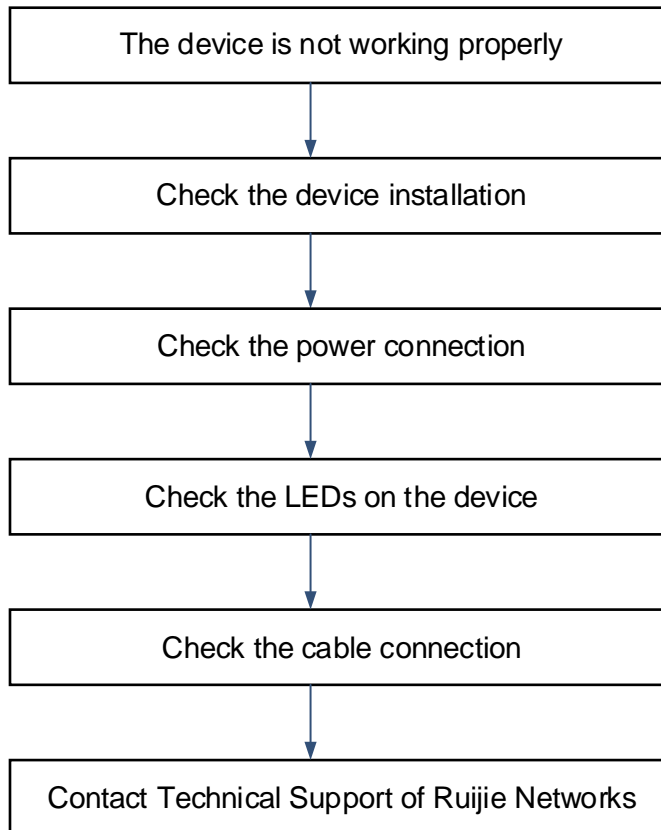 The device is not working properly
Check the device installation
Check the power connection
Check the LEDs on the device
Check the cable connection
Contact Technical Support of Ruijie Networks